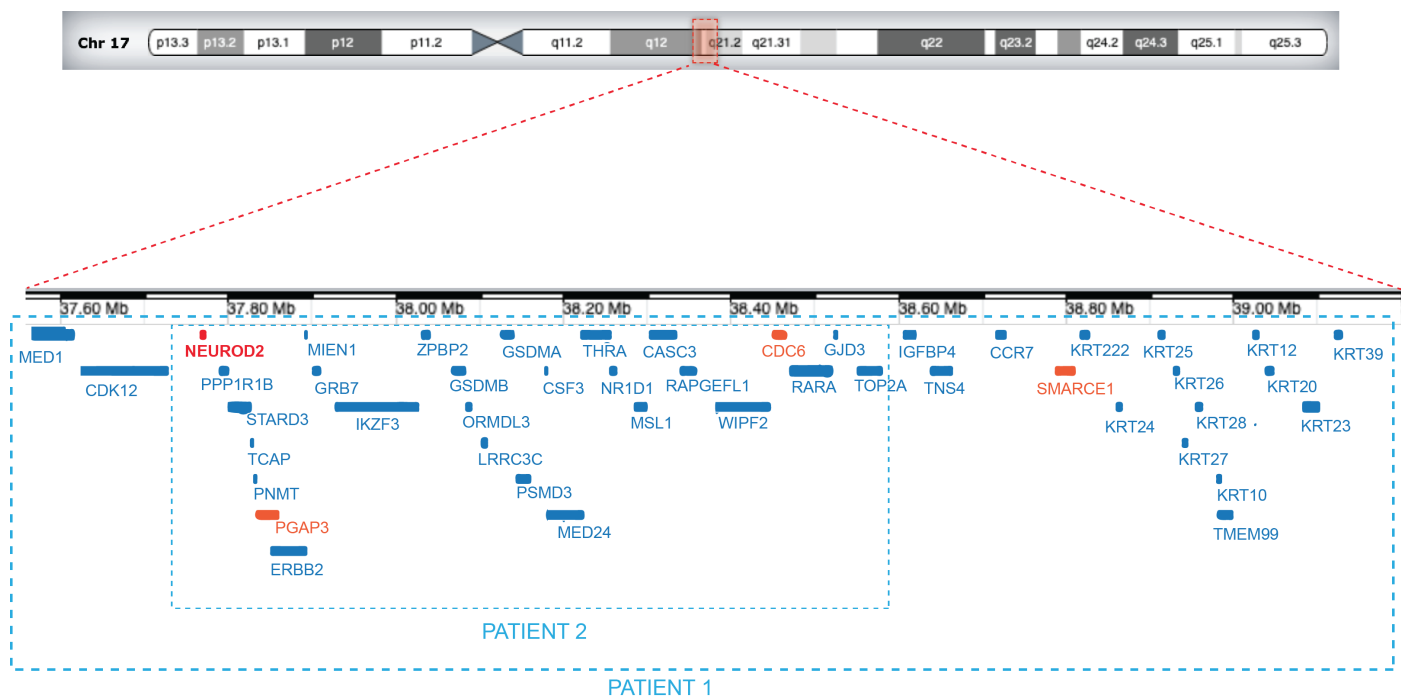 Chr 17 p13.3 p13.2 p13.1 p12 p11.2 q11.2 q12 q21.2 q21.31 q22 q23.2 q24.2 q24.3 q25.1 q25.3
37.60 Mb 37.80 Mb 38.00 Mb 38.20 Mb 38.40 Mb 38.60 Mb 38.80 Mb 39.00 Mb
MED1 NEUROD2 MIEN1 ZPBP2 GSDMA THRA CASC3 CDC6 GJD3 IGFBP4 CCR7 KRT222 KRT25 KRT12 KRT39
CDK12 PPP1R1B GRB7 GSDMB CSF3 NR1D1 RAPGEFL1 RARA TOP2A TNS4 SMARCE1 KRT26 KRT20
STARD3 IKZF3 ORMDL3 MSL1 WIPF2 KRT24 KRT28 KRT23
TCAP LRRC3C KRT27
PNMT PSMD3 KRT10
PGAP3 MED24 TMEM99
ERBB2
PATIENT 2
PATIENT 1